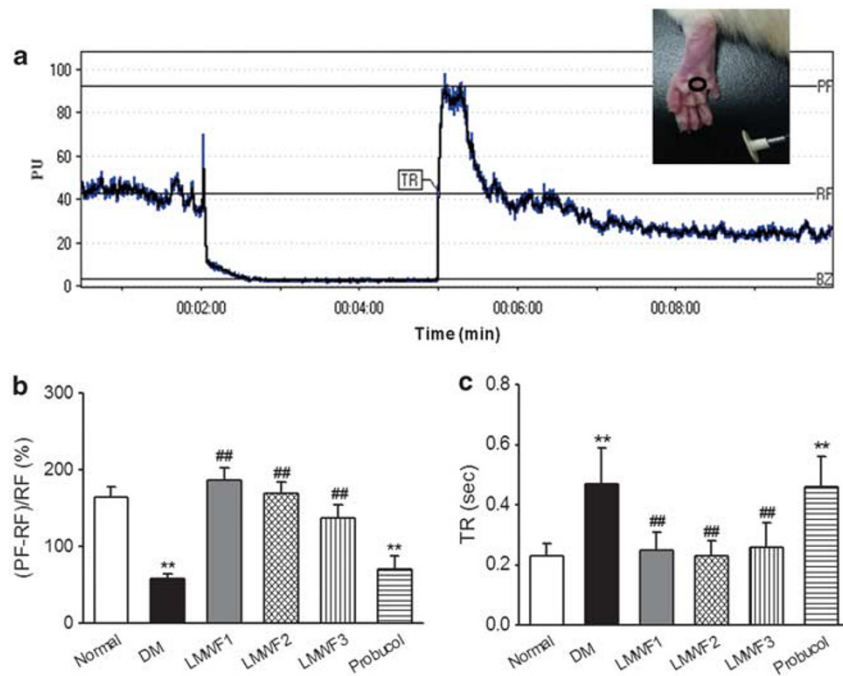 a
PU
100
80
60
40
20
0
TR
PF
RF
BZ
00:02:00 00:04:00 00:06:00 00:08:00
Time (min)
b
(PF-RF)/RF (%)
300
200
100
0
** ## ## ## **
Normal DM LMWF1 LMWF2 LMWF3 Probucol
c
TR (sec)
0.8
0.6
0.4
0.2
0.0
** ## ## ## **
Normal DM LMWF1 LMWF2 LMWF3 Probucol